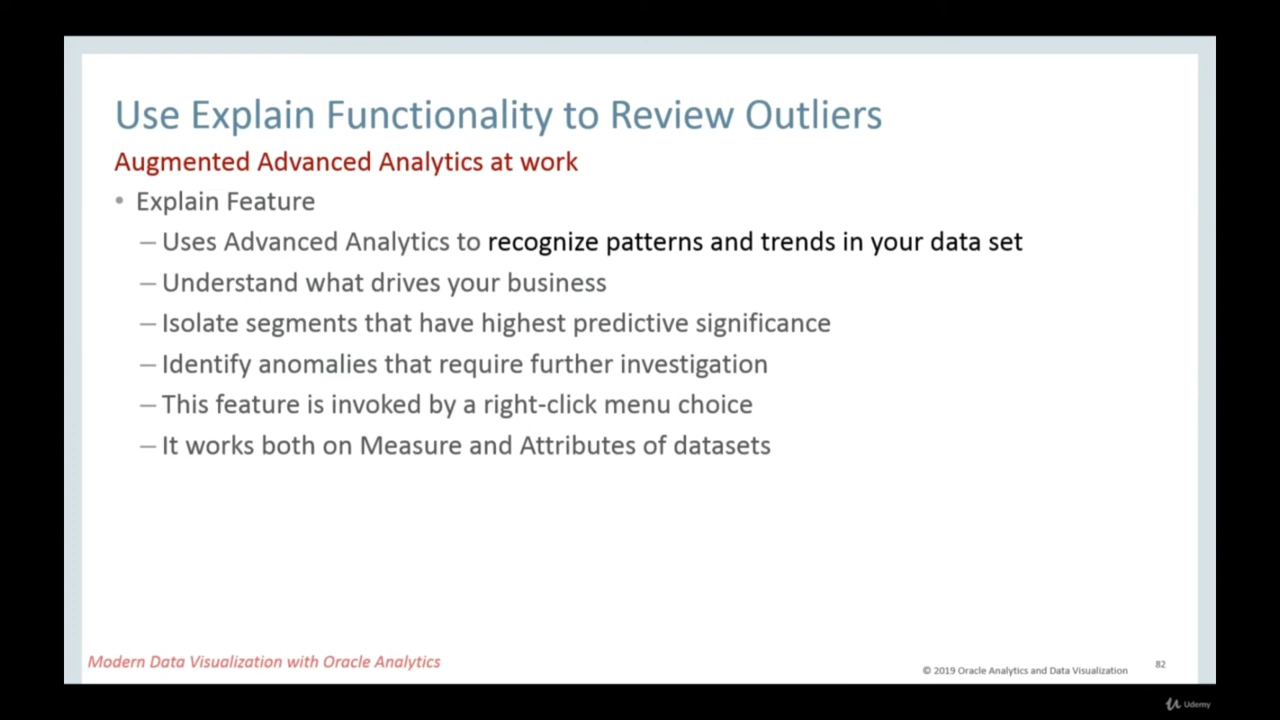 Use Explain Functionality to Review Outliers
Augmented Advanced Analytics at work
• Explain Feature
– Uses Advanced Analytics to recognize patterns and trends in your data set
– Understand what drives your business
– Isolate segments that have highest predictive significance
– Identify anomalies that require further investigation
– This feature is invoked by a right-click menu choice
– It works both on Measure and Attributes of datasets
Modern Data Visualization with Oracle Analytics
© 2019 Oracle Analytics and Data Visualization
82
Udemy